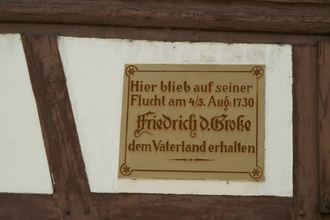 Hier blieb auf seiner
Flucht am 4/5. Aug. 1730
Friedrich d. Große
dem Vaterland erhalten